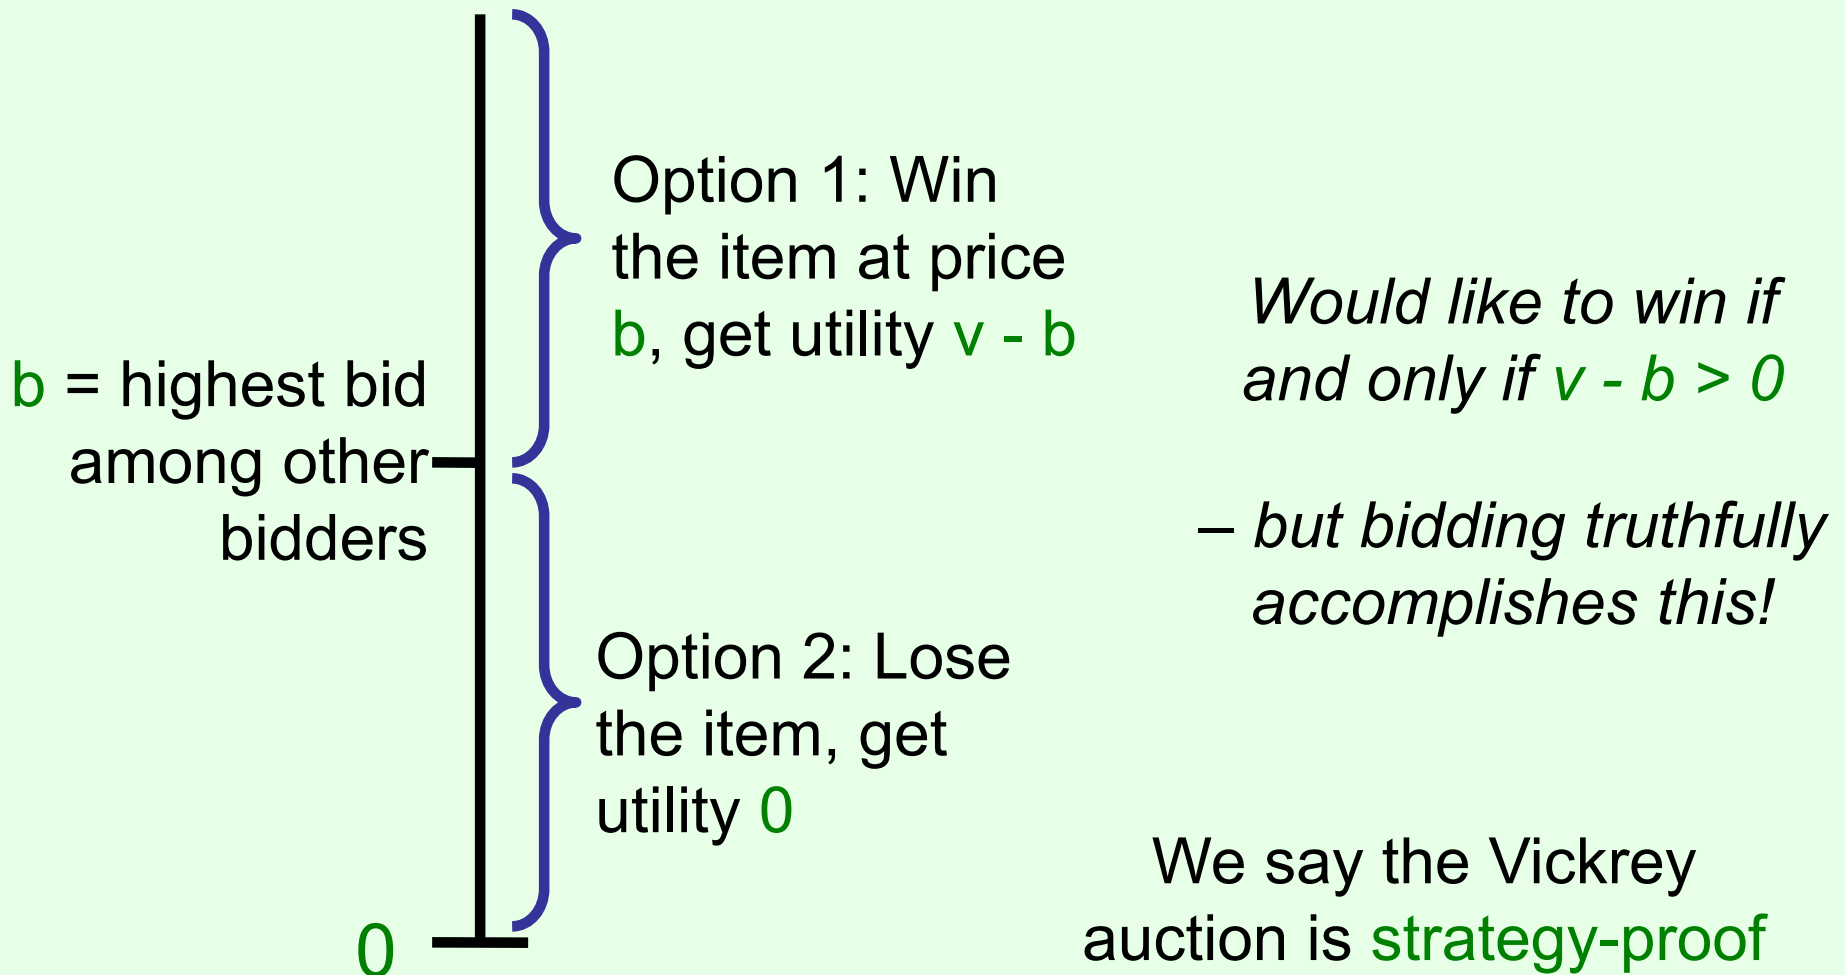 b = highest bid
among other
bidders
0
Option 1: Win
the item at price
b, get utility v - b
Option 2: Lose
the item, get
utility 0
Would like to win if
and only if v - b > 0
– but bidding truthfully
accomplishes this!
We say the Vickrey
auction is strategy-proof